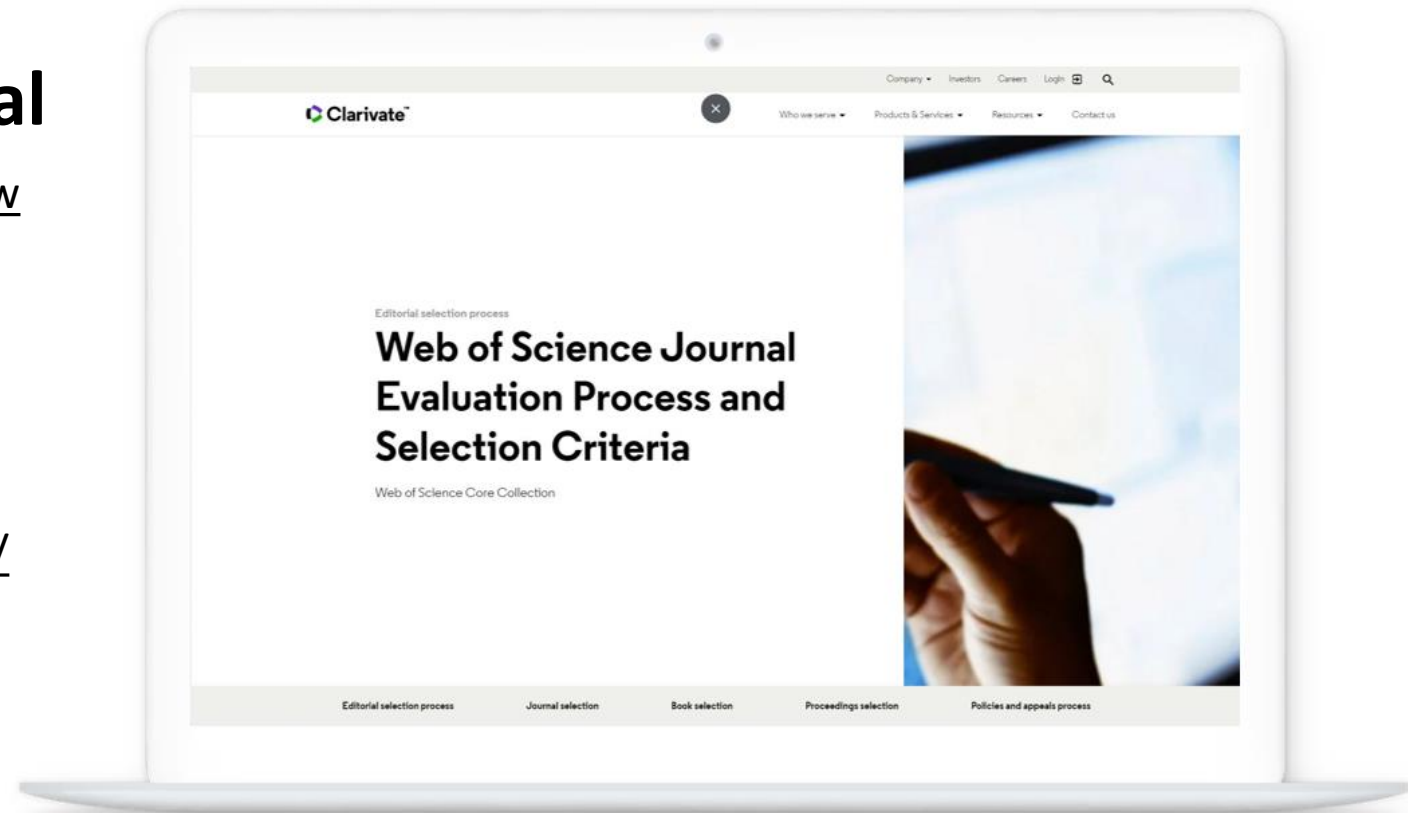 al
w
/
Company Investors Careers Login
Clarivate™
Who we serve Products & Services Resources Contact us
Editorial selection process
Web of Science Journal
Evaluation Process and
Selection Criteria
Web of Science Core Collection
Editorial selection process Journal selection Book selection Proceedings selection Policies and appeals process